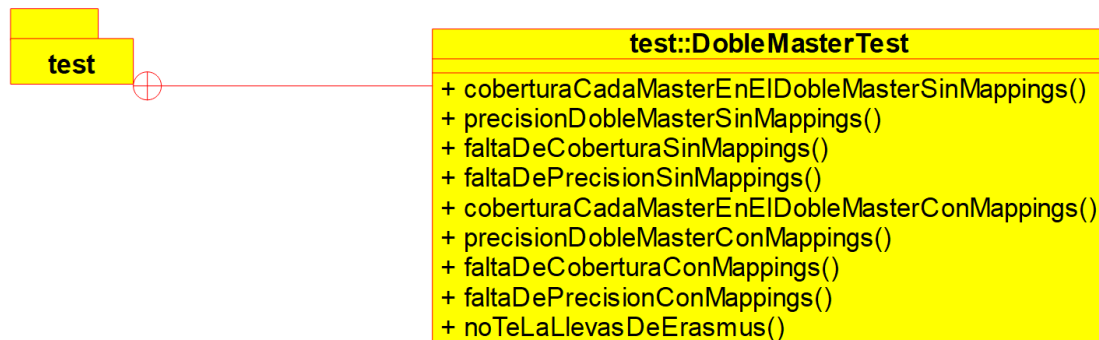 test
test::DobleMasterTest
+ coberturaCadaMasterEnElDobleMasterSinMappings()
+ precisionDobleMasterSinMappings()
+ faltaDeCoberturaSinMappings()
+ faltaDePrecisionSinMappings()
+ coberturaCadaMasterEnElDobleMasterConMappings()
+ precisionDobleMasterConMappings()
+ faltaDeCoberturaConMappings()
+ faltaDePrecisionConMappings()
+ noTeLaLlevasDeErasmus()